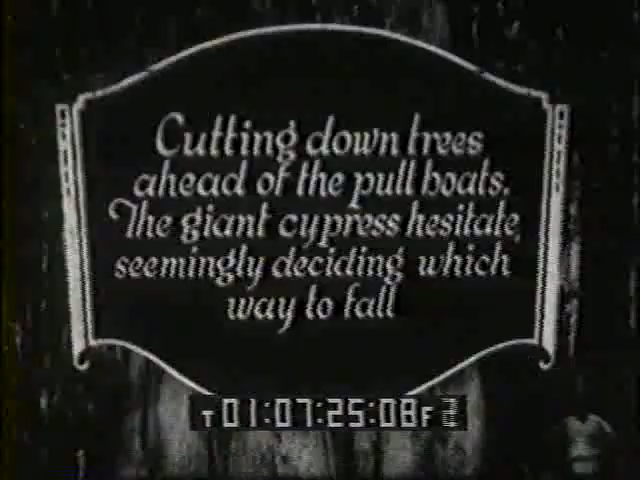 Cutting down trees
ahead of the pull boats.
The giant cypress hesitate,
seemingly deciding which
way to fall
T01:07:25:08F2